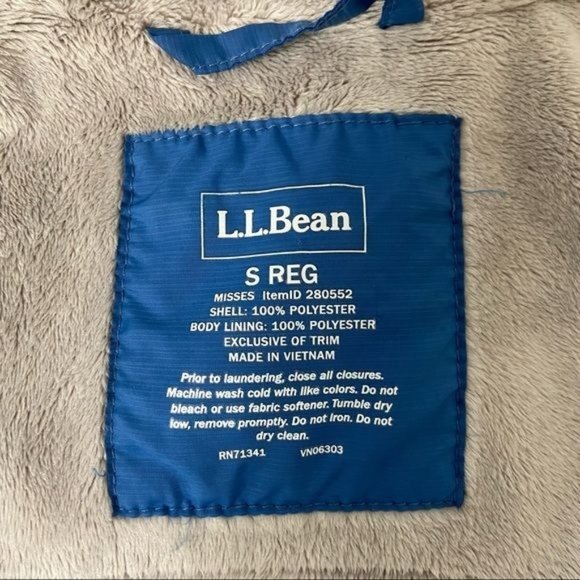 L.L.Bean
S REG
MISSES ItemID 280552
SHELL: 100% POLYESTER
BODY LINING: 100% POLYESTER
EXCLUSIVE OF TRIM
MADE IN VIETNAM
Prior to laundering, close all closures.
Machine wash cold with like colors. Do not
bleach or use fabric softener. Tumble dry
low, remove promptly. Do not iron. Do not
dry clean.
RN71341 VN06303